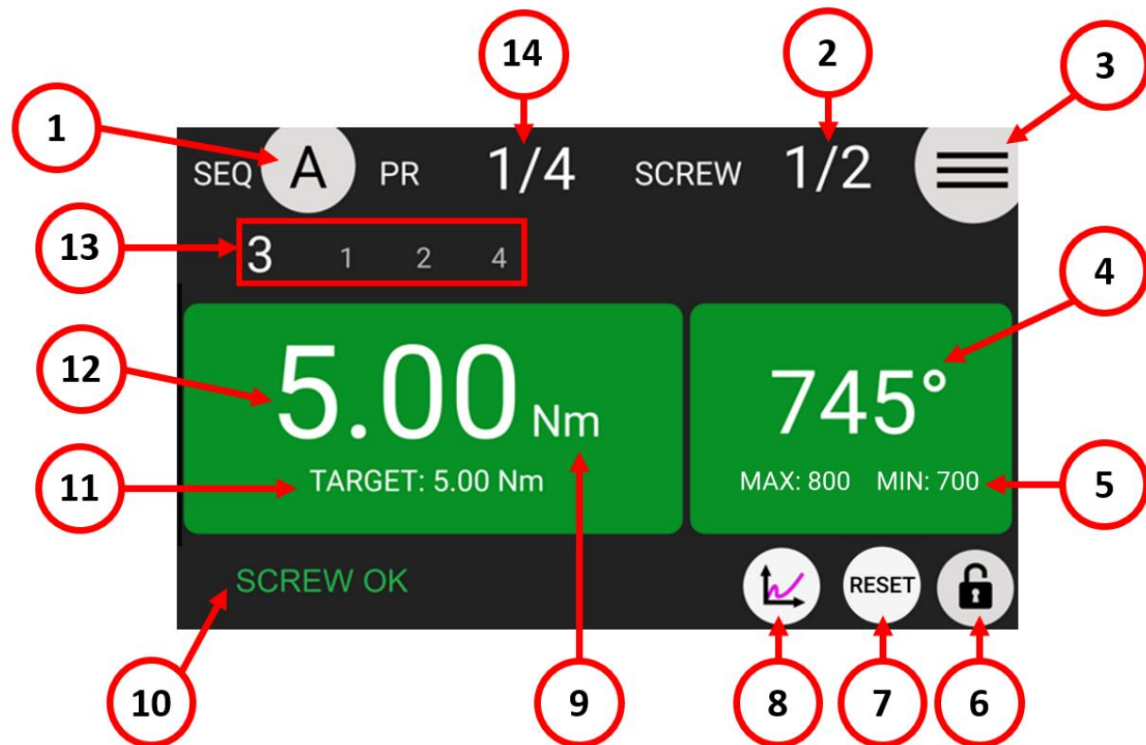 14 2 3
1
SEQ A PR 1/4 SCREW 1/2
13 3 1 2 4
4
12 5.00 Nm 745°
11 TARGET: 5.00 Nm MAX: 800 MIN: 700 5
SCREW OK RESET
10 9 8 7 6